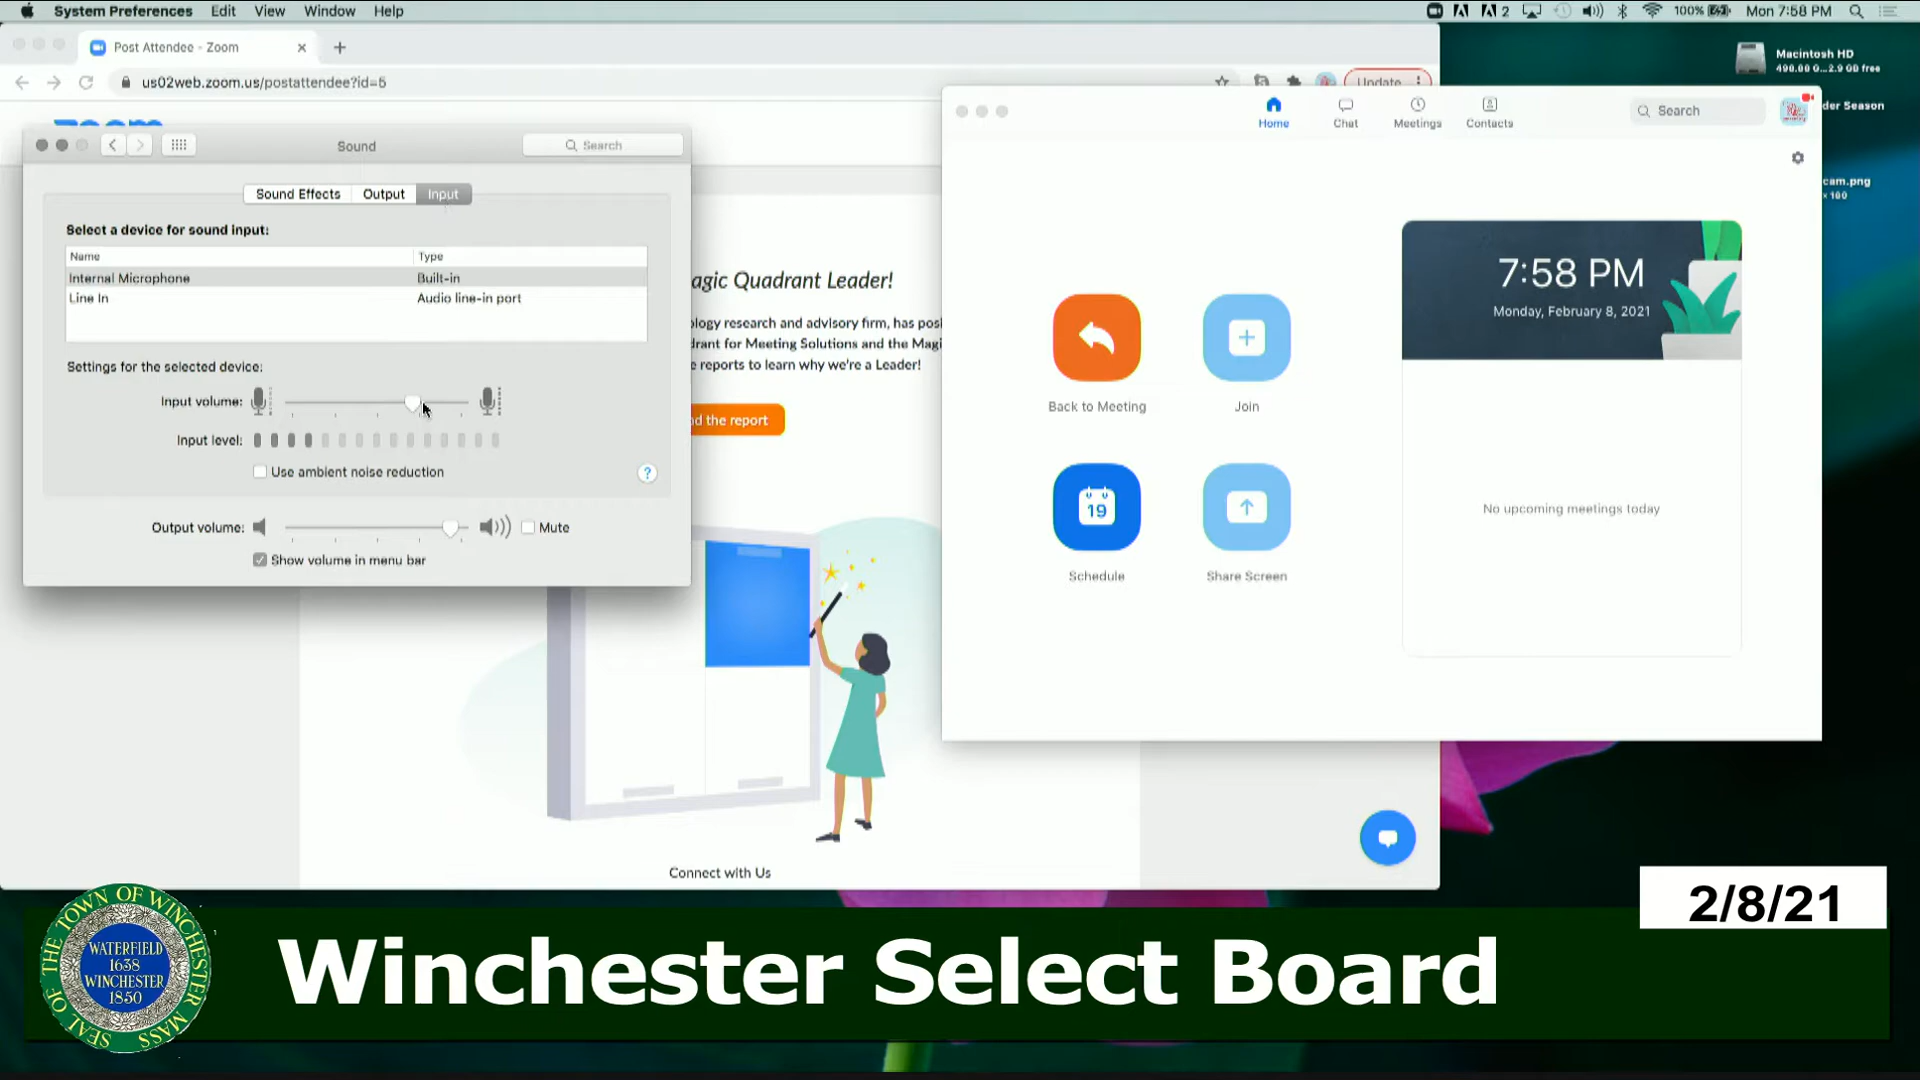 System Preferences Edit View Window Help
2 100% Mon 7:58 PM
Post Attendee - Zoom
us02web.zoom.us/postattendee?id=5
Update
Macintosh HD
der Season
cam.png
zoom
Sound
Search
Sound Effects Output Input
Select a device for sound input:
Name Type
Internal Microphone Built-in
Line In Audio line-in port
Settings for the selected device:
Input volume:
Input level:
Use ambient noise reduction
?
Output volume: Mute
Show volume in menu bar
agic Quadrant Leader!
ology research and advisory firm, has posi
drant for Meeting Solutions and the Magi
e reports to learn why we're a Leader!
d the report
Connect with Us
Home Chat Meetings Contacts
Search
Back to Meeting Join
19
Schedule Share Screen
7:58 PM
Monday, February 8, 2021
No upcoming meetings today
2/8/21
Winchester Select Board
THE TOWN OF WINCHESTER MASS
SEAL OF
WATERFIELD
1638
WINCHESTER
1850